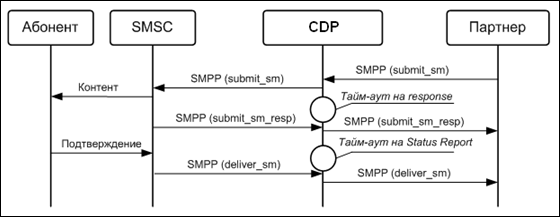 Абонент
SMSC
CDP
Партнер
SMPP (submit_sm)
SMPP (submit_sm)
Контент
Тайм-аут на response
SMPP (submit_sm_resp)
SMPP (submit_sm_resp)
Подтверждение
Тайм-аут на Status Report
SMPP (deliver_sm)
SMPP (deliver_sm)